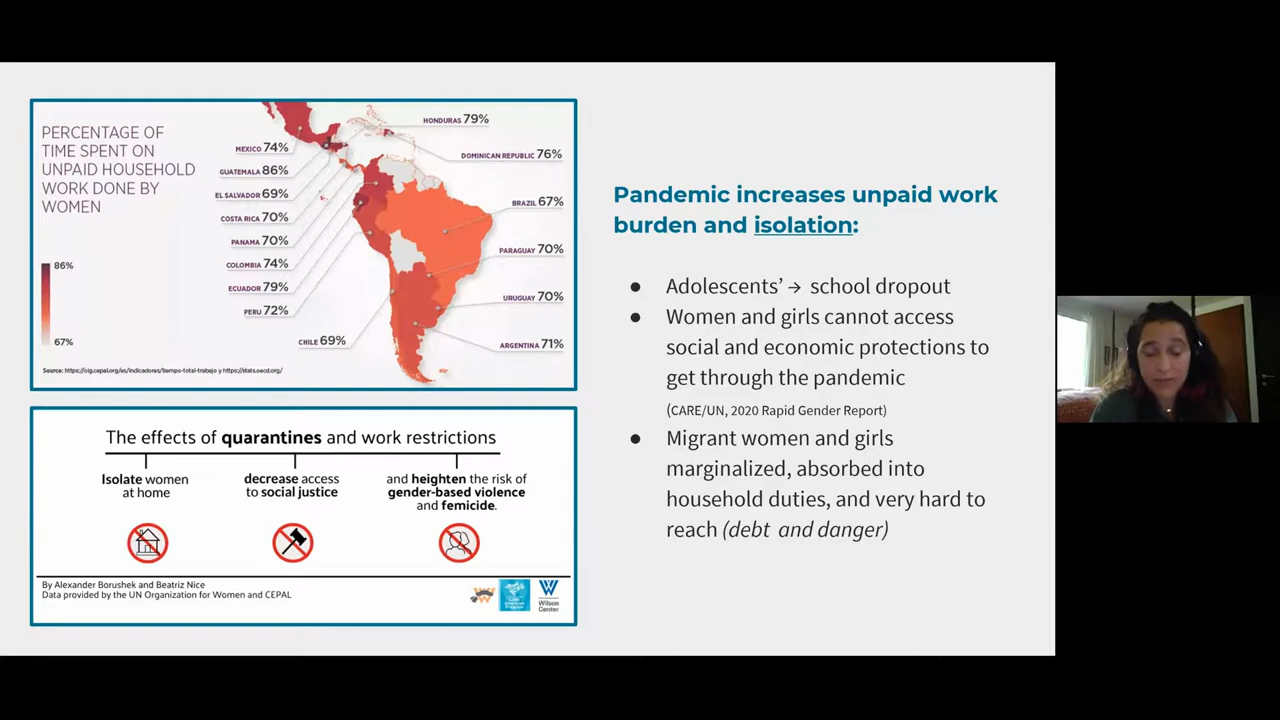 PERCENTAGE OF
TIME SPENT ON
UNPAID HOUSEHOLD
WORK DONE BY
WOMEN
86%
67%
HONDURAS 79%
MEXICO 74%
DOMINICAN REPUBLIC 76%
GUATEMALA 86%
EL SALVADOR 69%
BRAZIL 67%
COSTA RICA 70%
PANAMA 70%
PARAGUAY 70%
COLOMBIA 74%
ECUADOR 79%
URUGUAY 70%
PERU 72%
CHILE 69%
ARGENTINA 71%
Source: https://oig.cepal.org/es/indicadores/tiempo-total-trabajo y https://stats.oecd.org/
The effects of quarantines and work restrictions
Isolate women
at home
decrease access
to social justice
and heighten the risk of
gender-based violence
and femicide.
By Alexander Borushek and Beatriz Nice
Data provided by the UN Organization for Women and CEPAL
Latin
American
Program
Wilson
Center
Pandemic increases unpaid work
burden and isolation:
● Adolescents’ → school dropout
● Women and girls cannot access
social and economic protections to
get through the pandemic
(CARE/UN, 2020 Rapid Gender Report)
● Migrant women and girls
marginalized, absorbed into
household duties, and very hard to
reach (debt and danger)